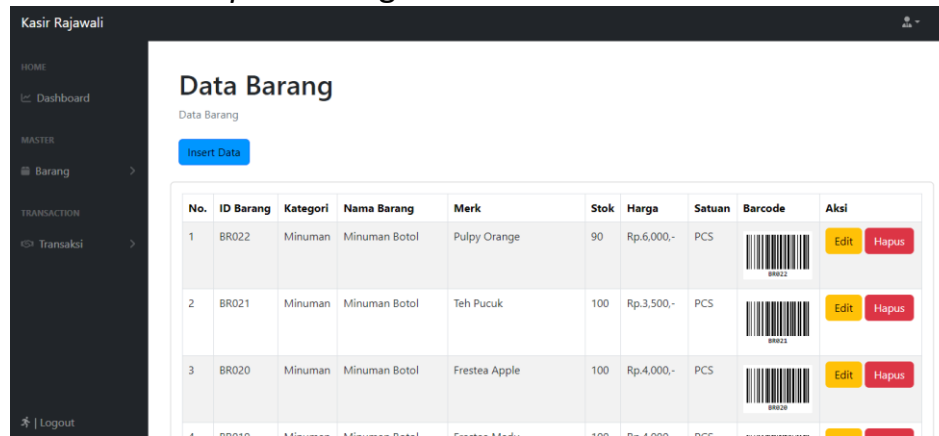 Kasir Rajawali
HOME
Dashboard
MASTER
Barang
TRANSACTION
Transaksi
| Logout
Data Barang
Data Barang
Insert Data
No. ID Barang Kategori Nama Barang Merk Stok Harga Satuan Barcode Aksi
1 BR022 Minuman Minuman Botol Pulpy Orange 90 Rp.6,000,- PCS BR022 Edit Hapus
2 BR021 Minuman Minuman Botol Teh Pucuk 100 Rp.3,500,- PCS BR021 Edit Hapus
3 BR020 Minuman Minuman Botol Frestea Apple 100 Rp.4,000,- PCS BR020 Edit Hapus